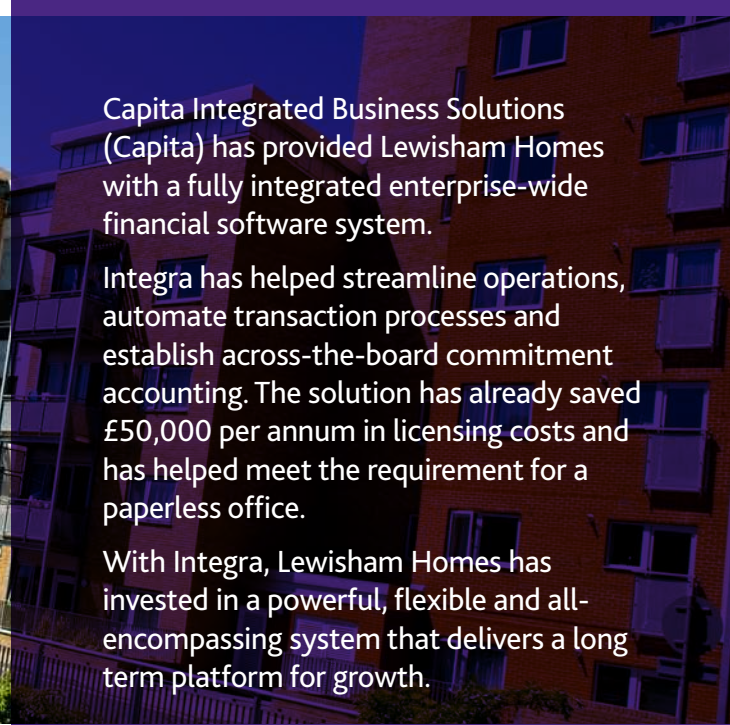 Capita Integrated Business Solutions
(Capita) has provided Lewisham Homes
with a fully integrated enterprise-wide
financial software system.
Integra has helped streamline operations,
automate transaction processes and
establish across-the-board commitment
accounting. The solution has already saved
£50,000 per annum in licensing costs and
has helped meet the requirement for a
paperless office.
With Integra, Lewisham Homes has
invested in a powerful, flexible and all-
encompassing system that delivers a long
term platform for growth.